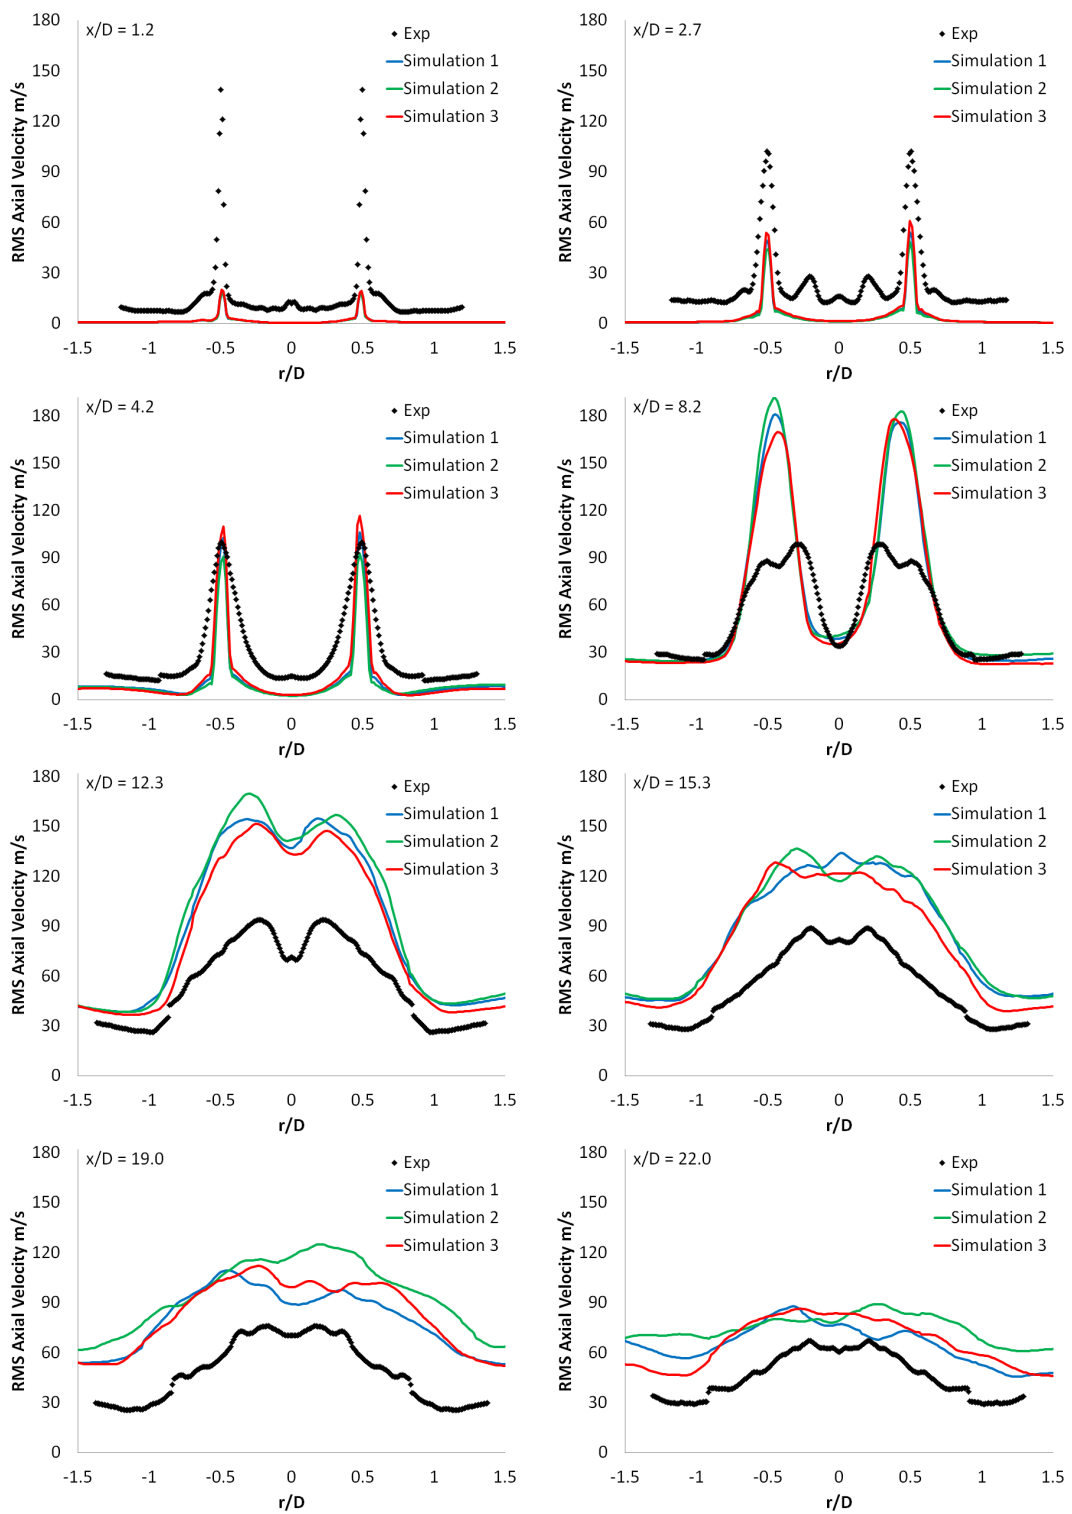 x/D = 1.2
Exp
Simulation 1
Simulation 2
Simulation 3
RMS Axial Velocity m/s
180
150
120
90
60
30
0
-1.5 -1 -0.5 0 0.5 1 1.5
r/D
x/D = 2.7
Exp
Simulation 1
Simulation 2
Simulation 3
RMS Axial Velocity m/s
180
150
120
90
60
30
0
-1.5 -1 -0.5 0 0.5 1 1.5
r/D
x/D = 4.2
Exp
Simulation 1
Simulation 2
Simulation 3
RMS Axial Velocity m/s
180
150
120
90
60
30
0
-1.5 -1 -0.5 0 0.5 1 1.5
r/D
x/D = 8.2
Exp
Simulation 1
Simulation 2
Simulation 3
RMS Axial Velocity m/s
180
150
120
90
60
30
0
-1.5 -1 -0.5 0 0.5 1 1.5
r/D
x/D = 12.3
Exp
Simulation 1
Simulation 2
Simulation 3
RMS Axial Velocity m/s
180
150
120
90
60
30
0
-1.5 -1 -0.5 0 0.5 1 1.5
r/D
x/D = 15.3
Exp
Simulation 1
Simulation 2
Simulation 3
RMS Axial Velocity m/s
180
150
120
90
60
30
0
-1.5 -1 -0.5 0 0.5 1 1.5
r/D
x/D = 19.0
Exp
Simulation 1
Simulation 2
Simulation 3
RMS Axial Velocity m/s
180
150
120
90
60
30
0
-1.5 -1 -0.5 0 0.5 1 1.5
r/D
x/D = 22.0
Exp
Simulation 1
Simulation 2
Simulation 3
RMS Axial Velocity m/s
180
150
120
90
60
30
0
-1.5 -1 -0.5 0 0.5 1 1.5
r/D